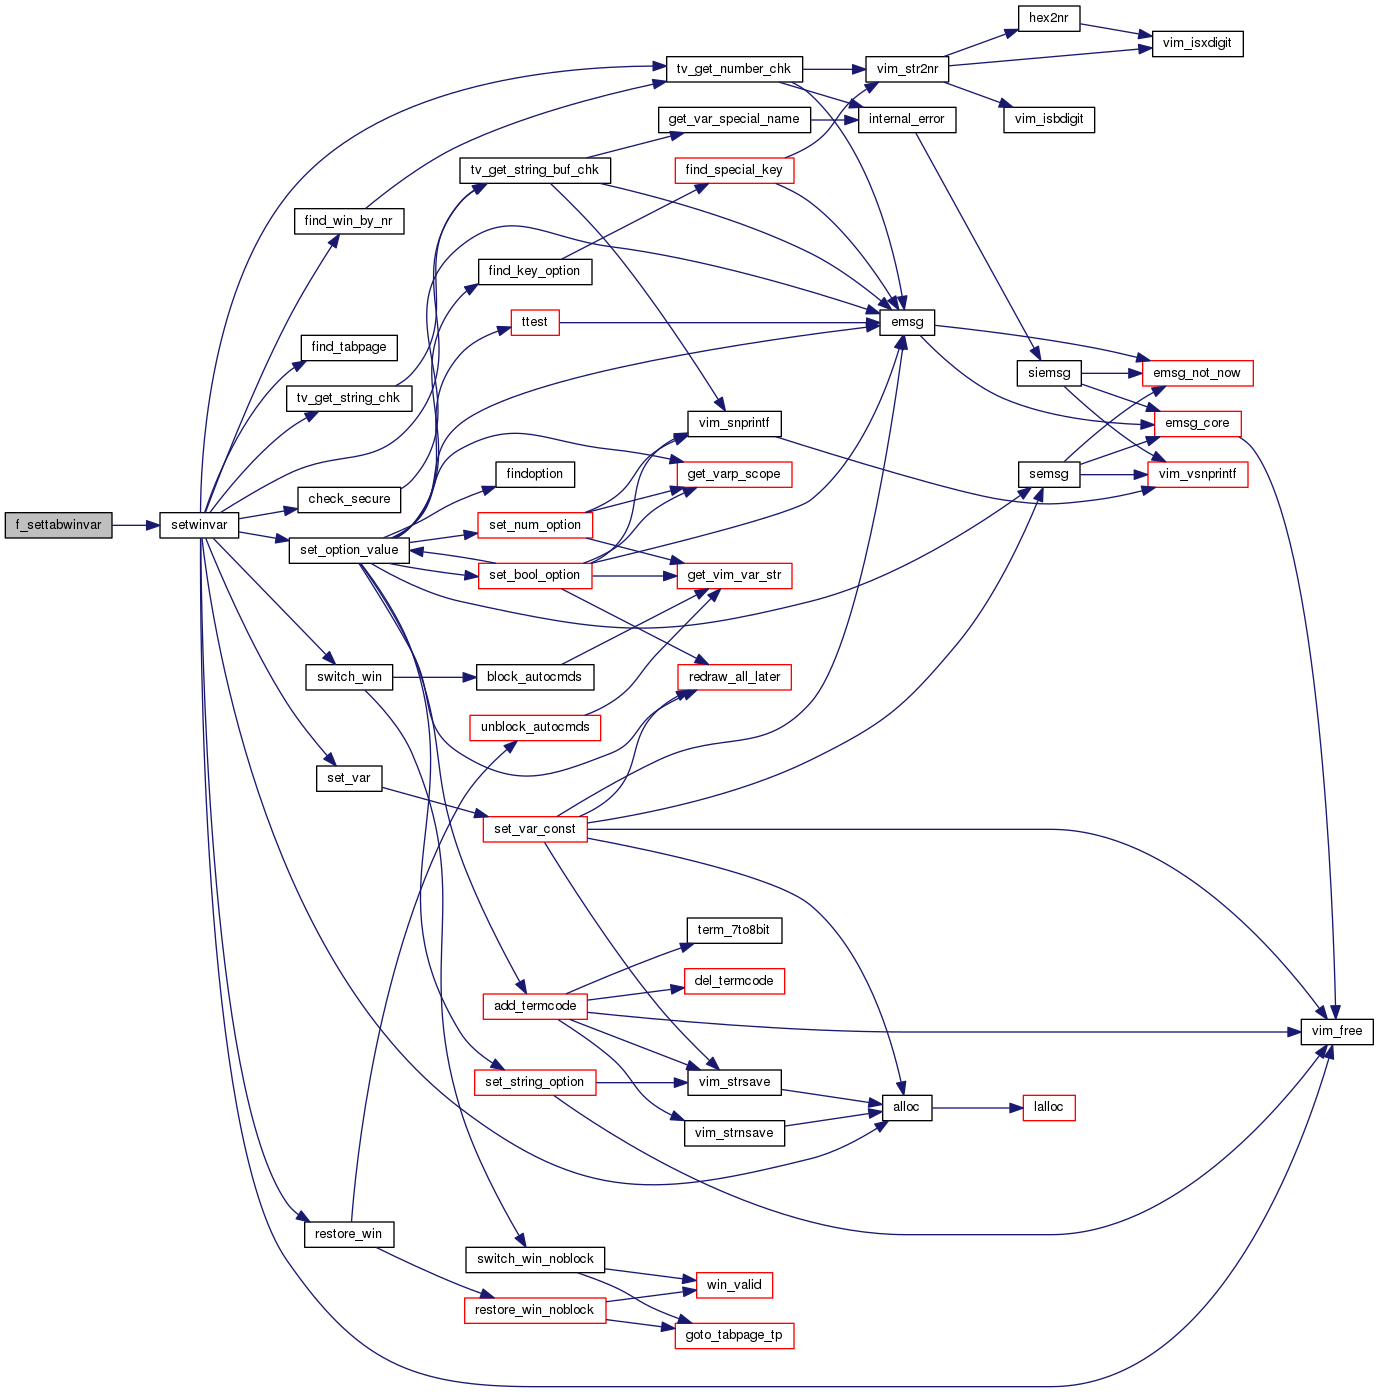 hex2nr
vim_isxdigit
tv_get_number_chk
vim_str2nr
get_var_special_name
internal_error
vim_isbdigit
tv_get_string_buf_chk
find_special_key
find_win_by_nr
find_key_option
ttest
emsg
find_tabpage
siemsg
emsg_not_now
tv_get_string_chk
vim_snprintf
emsg_core
findoption
get_varp_scope
semsg
vim_vsnprintf
check_secure
f_settabwinvar
setwinvar
set_num_option
set_option_value
set_bool_option
get_vim_var_str
switch_win
block_autocmds
redraw_all_later
unblock_autocmds
set_var
set_var_const
term_7to8bit
del_termcode
add_termcode
vim_free
set_string_option
vim_strsave
alloc
lalloc
vim_strnsave
restore_win
switch_win_noblock
win_valid
restore_win_noblock
goto_tabpage_tp